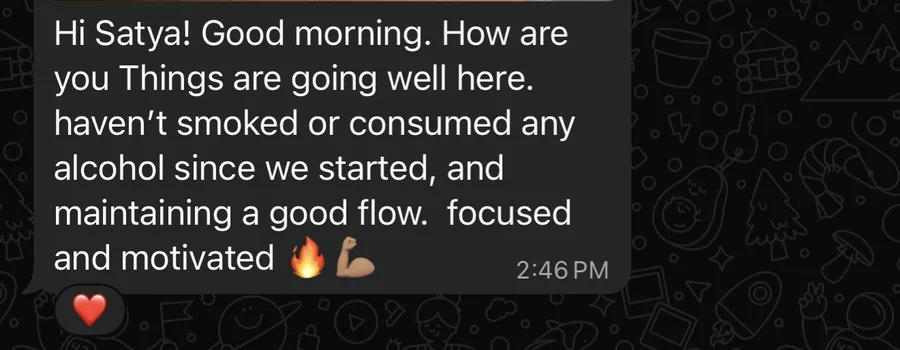 Hi Satya! Good morning. How are
you Things are going well here.
haven’t smoked or consumed any
alcohol since we started, and
maintaining a good flow.  focused
and motivated 🔥💪🏽
2:46 PM